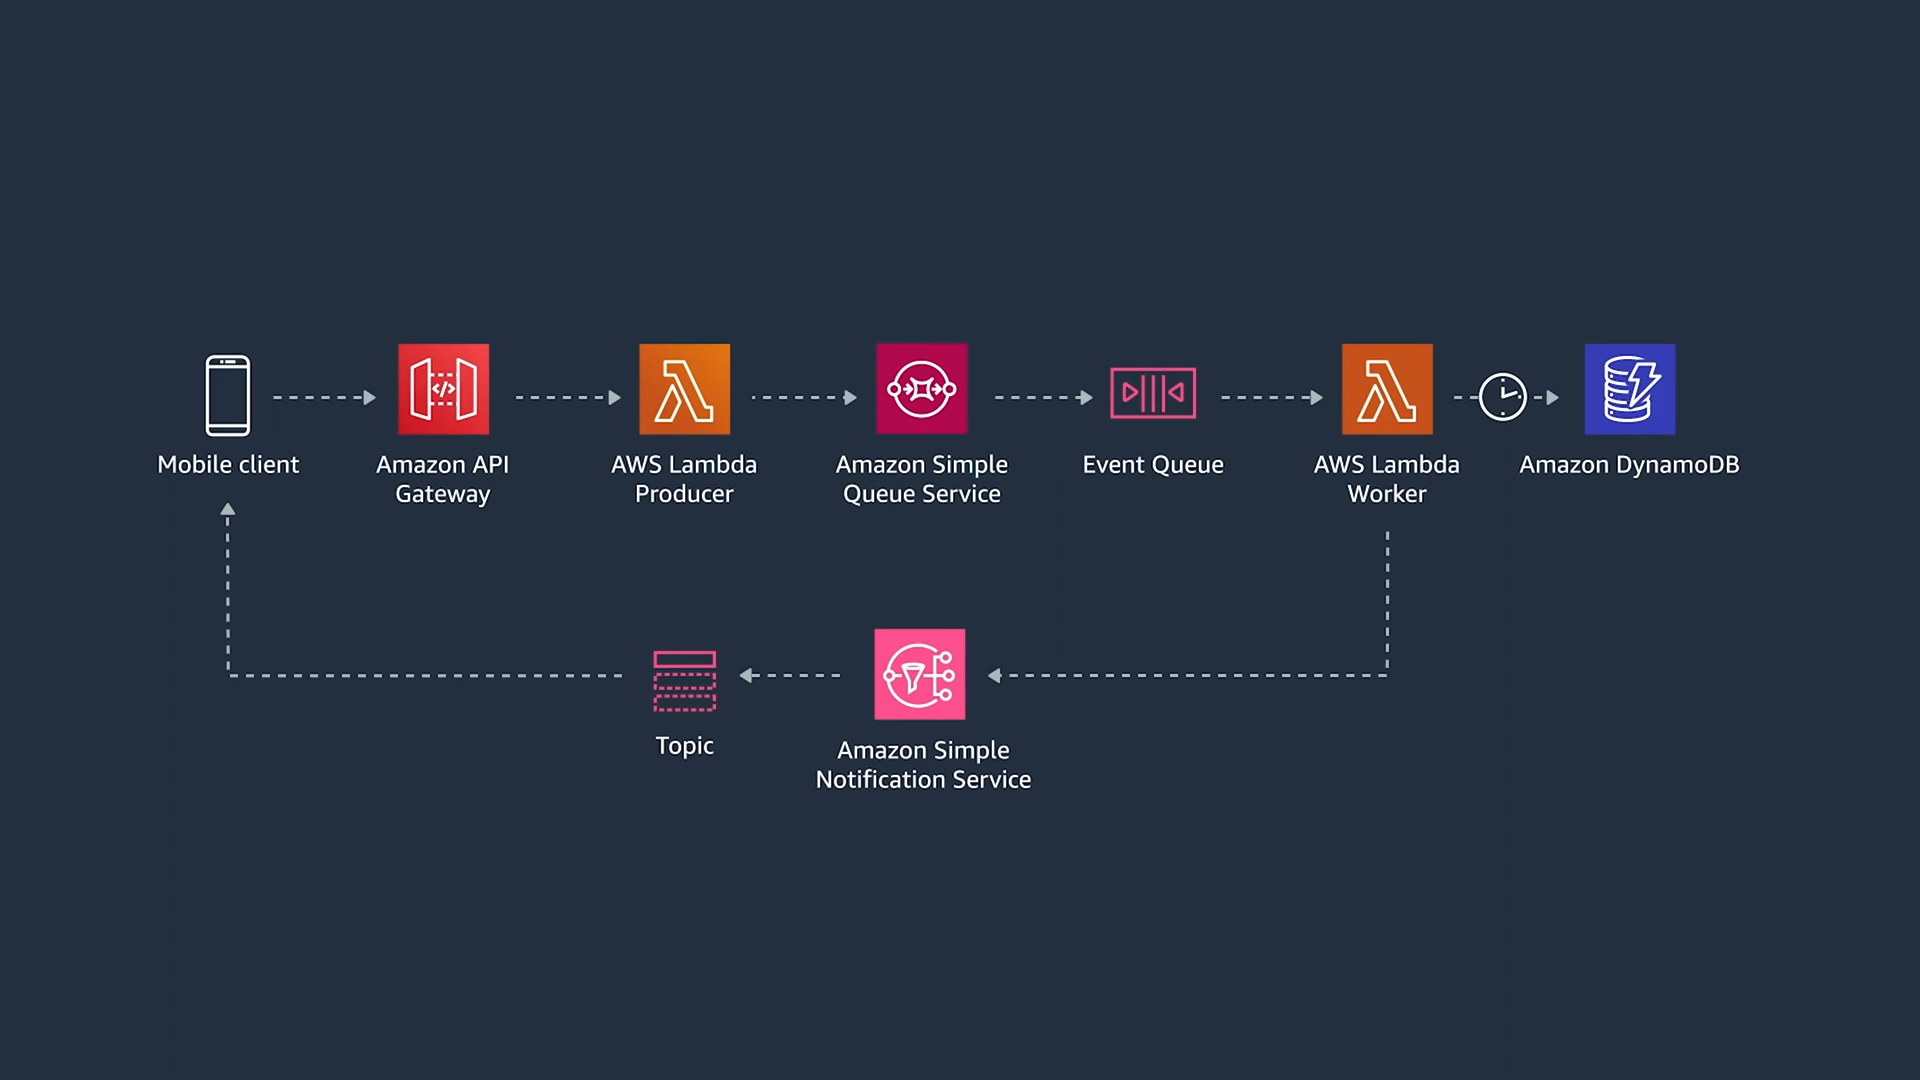 Mobile client
Amazon API
Gateway
AWS Lambda
Producer
Amazon Simple
Queue Service
Event Queue
AWS Lambda
Worker
Amazon DynamoDB
Topic
Amazon Simple
Notification Service